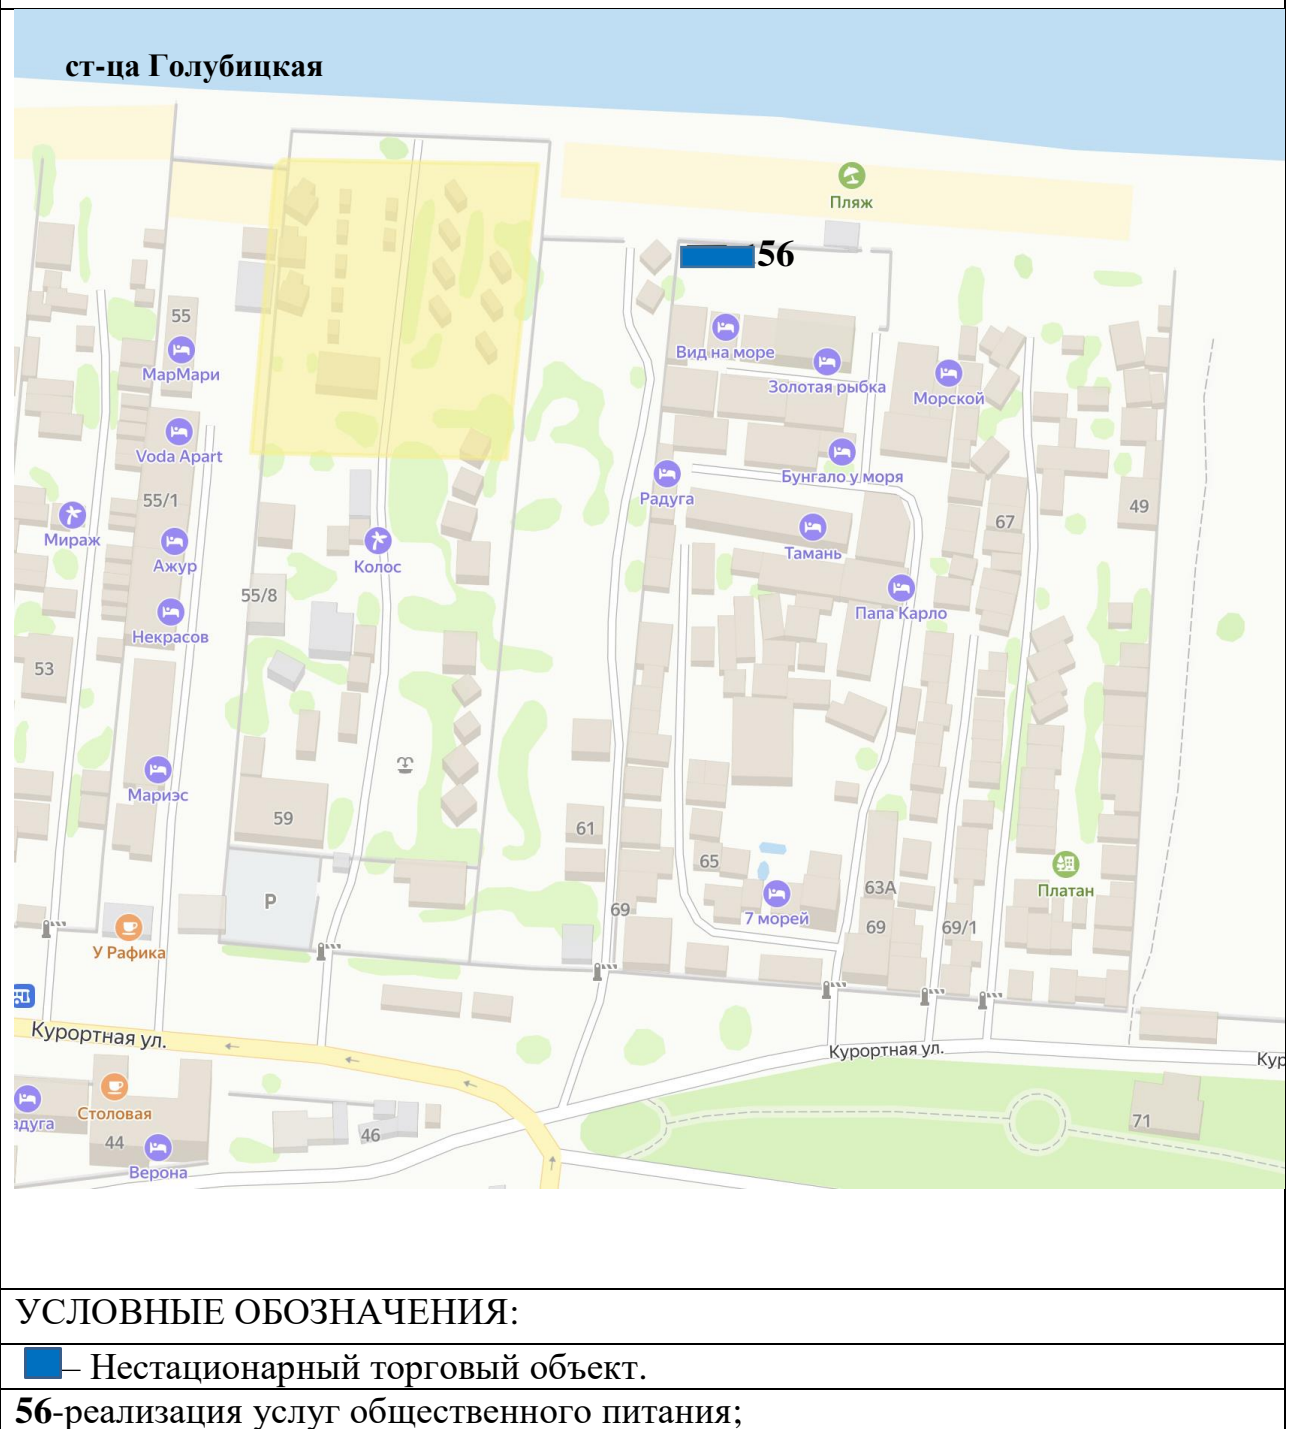 ст-ца Голубицкая
Пляж
56
55
МарМари
Вид на море
Золотая рыбка
Морской
Voda Apart
Бунгало у моря
Радуга
55/1
49
67
Мираж
Ажур
Колос
Тамань
55/8
Папа Карло
Некрасов
53
Мариэс
59
61
65
63А
Платан
P
69
7 морей
69
69/1
У Рафика
Курортная ул.
Курортная ул.
Кур
Столовая
адуга
44
46
71
Верона
УСЛОВНЫЕ ОБОЗНАЧЕНИЯ:
– Нестационарный торговый объект.
56-реализация услуг общественного питания;